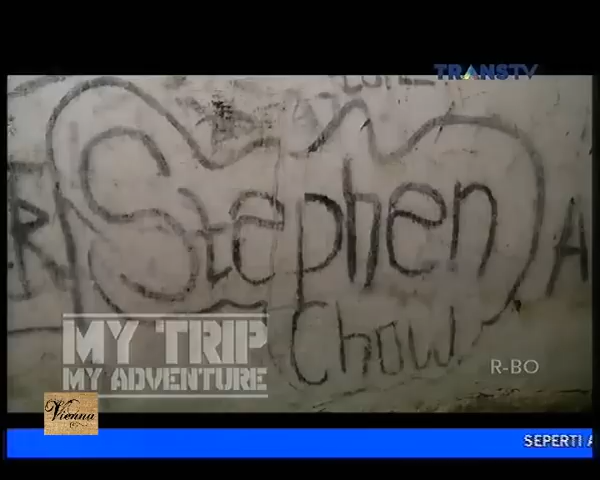 TRANSTV
R
Stephen
A
Chow
MY TRIP
MY ADVENTURE
R-BO
Vienna
SEPERTI A